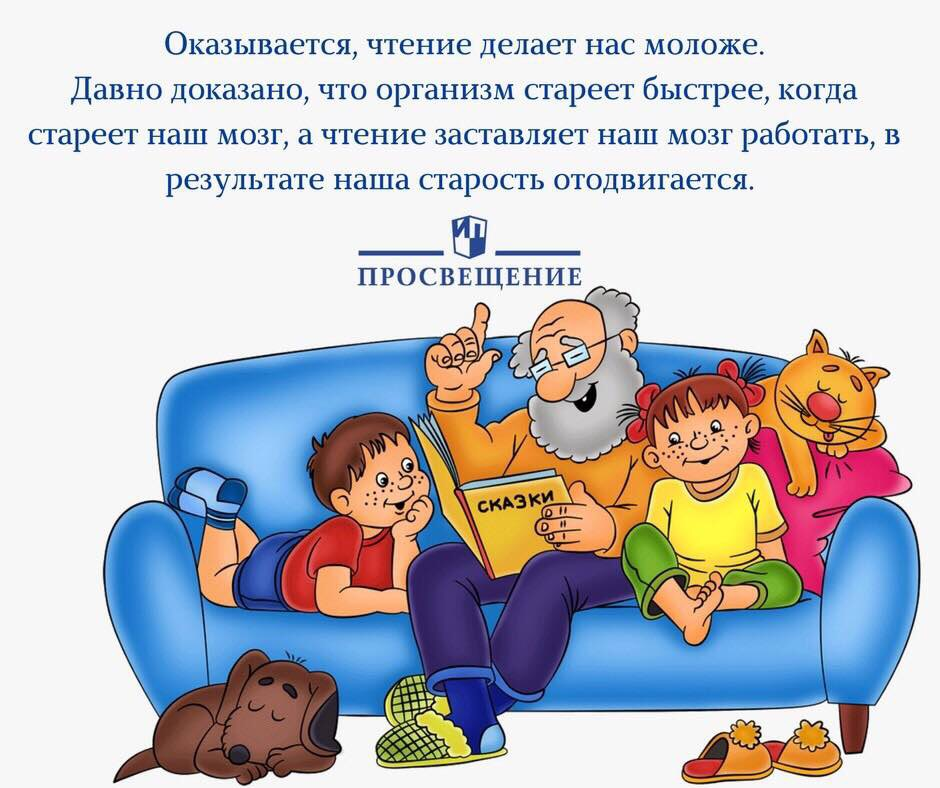 Оказывается, чтение делает нас моложе.
Давно доказано, что организм стареет быстрее, когда
стареет наш мозг, а чтение заставляет наш мозг работать, в
результате наша старость отодвигается.
ИП
ПРОСВЕЩЕНИЕ
СКАЗКИ